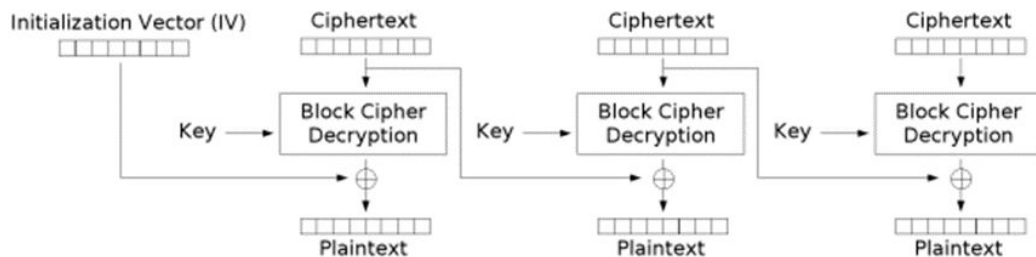 Initialization Vector (IV)
Ciphertext
Ciphertext
Ciphertext
Key
Block Cipher
Decryption
Key
Block Cipher
Decryption
Key
Block Cipher
Decryption
Plaintext
Plaintext
Plaintext